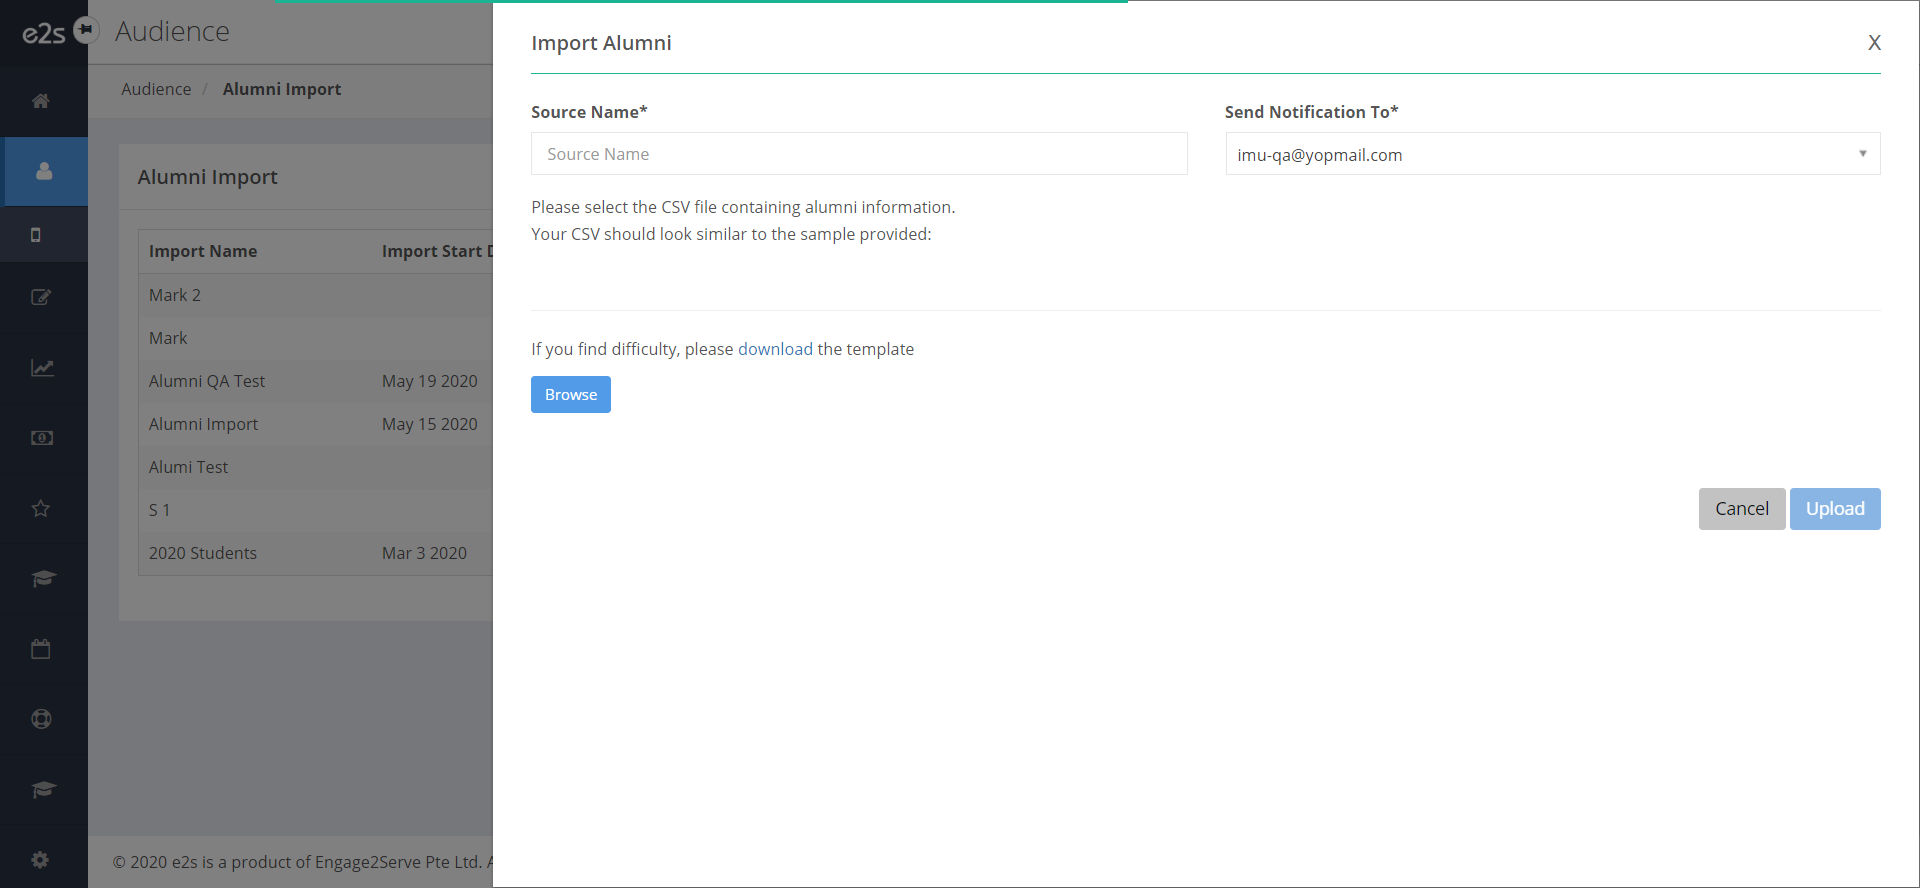 e2s
Audience
Audience / Alumni Import
Alumni Import
Import Name Import Start D
Mark 2
Mark
Alumni QA Test May 19 2020
Alumni Import May 15 2020
Alumi Test
S 1
2020 Students Mar 3 2020
© 2020 e2s is a product of Engage2Serve Pte Ltd. A
Import Alumni X
Source Name* Send Notification To*
Source Name imu-qa@yopmail.com
Please select the CSV file containing alumni information.
Your CSV should look similar to the sample provided:
If you find difficulty, please download the template
Browse
Cancel Upload